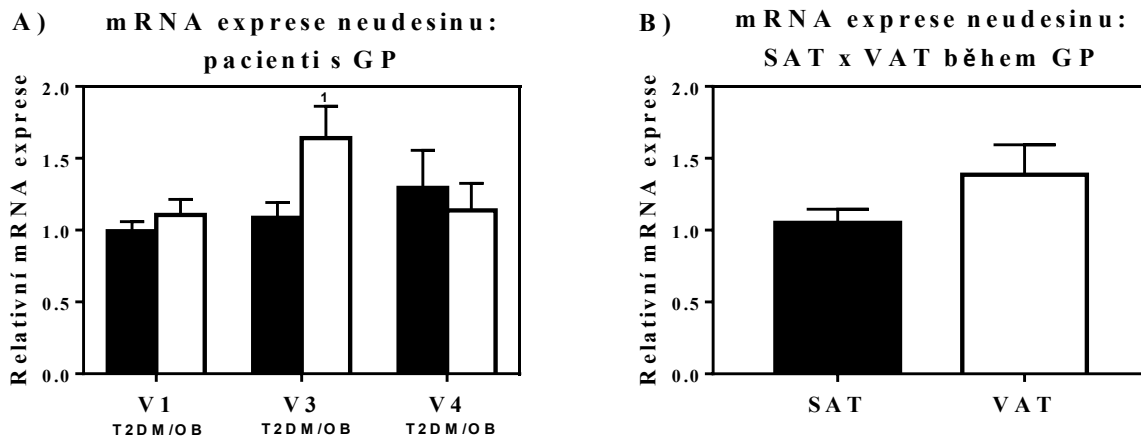 A) mRNA exprese neudesinu:
pacienti s GP
Relativní mRNA exprese
2.0
1.5
1.0
0.5
0.0
1
V1 V3 V4
T2DM/OB T2DM/OB T2DM/OB
B) mRNA exprese neudesinu:
SAT x VAT během GP
Relativní mRNA exprese
2.0
1.5
1.0
0.5
0.0
SAT VAT